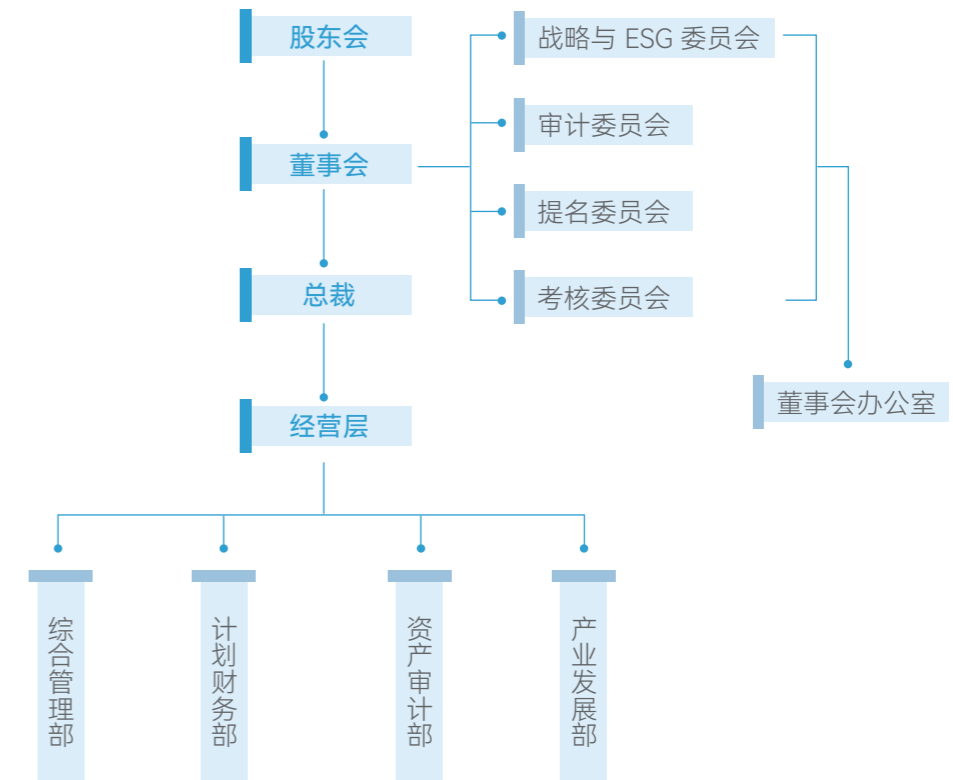 股东会
董事会
总裁
经营层
战略与 ESG 委员会
审计委员会
提名委员会
考核委员会
董事会办公室
综合管理部
计划财务部
资产审计部
产业发展部